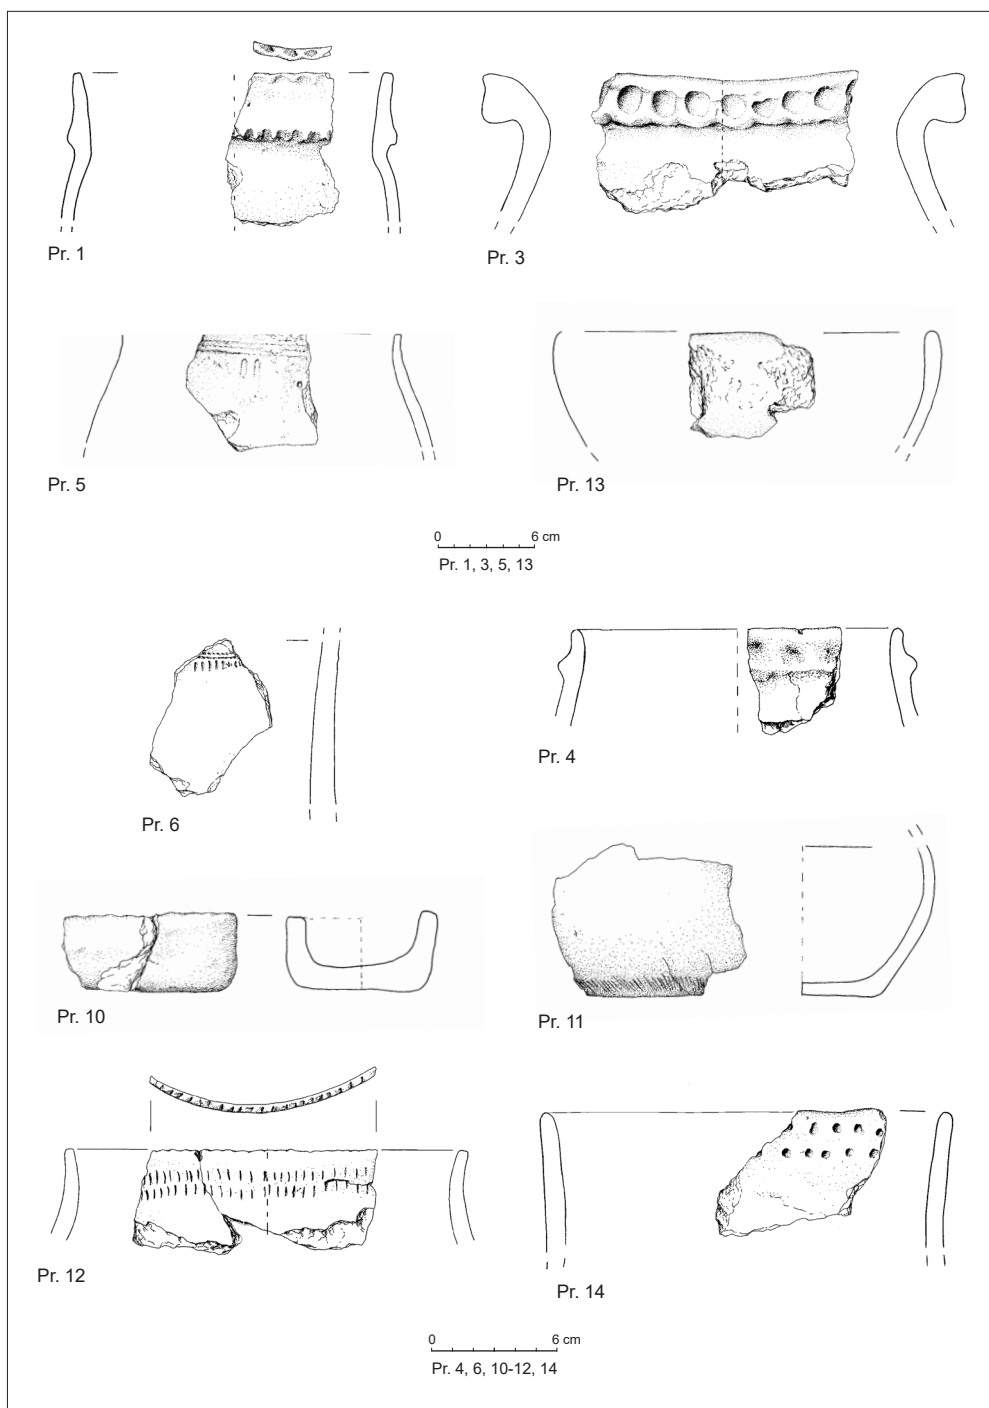 Pr. 1
Pr. 3
Pr. 5
Pr. 13
0 6 cm
Pr. 1, 3, 5, 13
Pr. 6
Pr. 4
Pr. 10
Pr. 11
Pr. 12
Pr. 14
0 6 cm
Pr. 4, 6, 10-12, 14